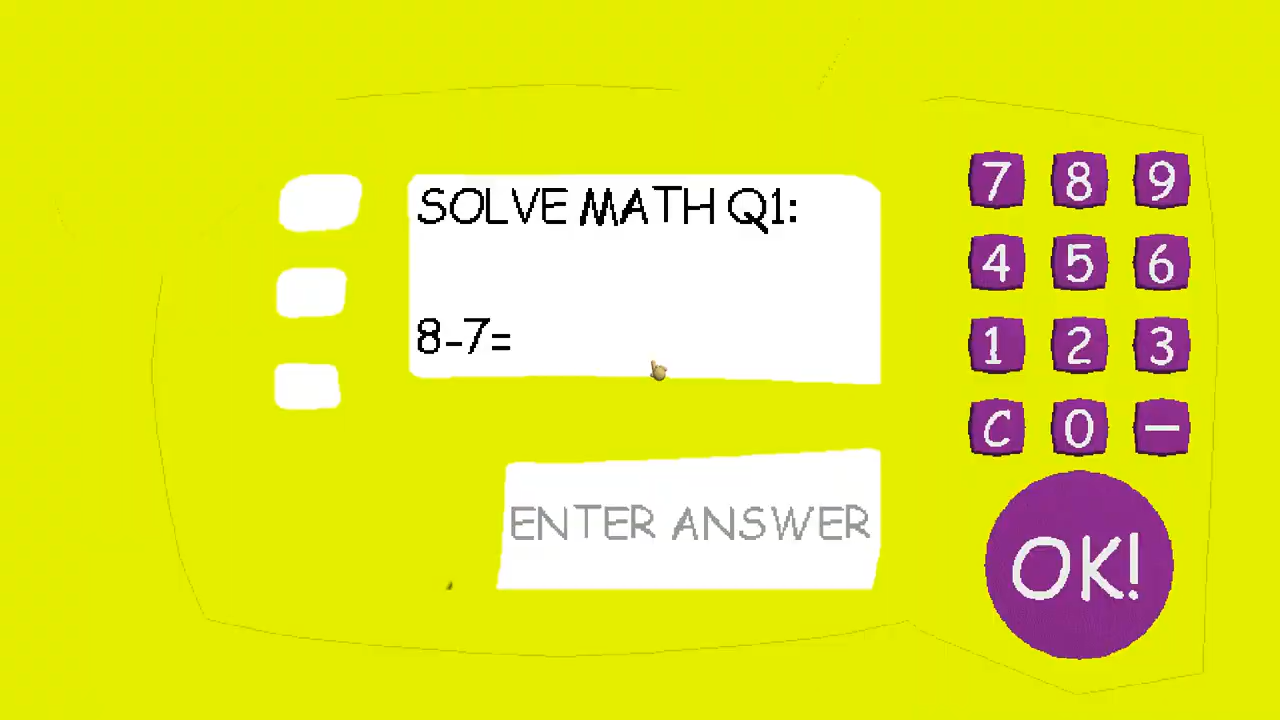 SOLVE MATH Q1:
8-7=
ENTER ANSWER
7 8 9
4 5 6
1 2 3
C 0 -
OK!